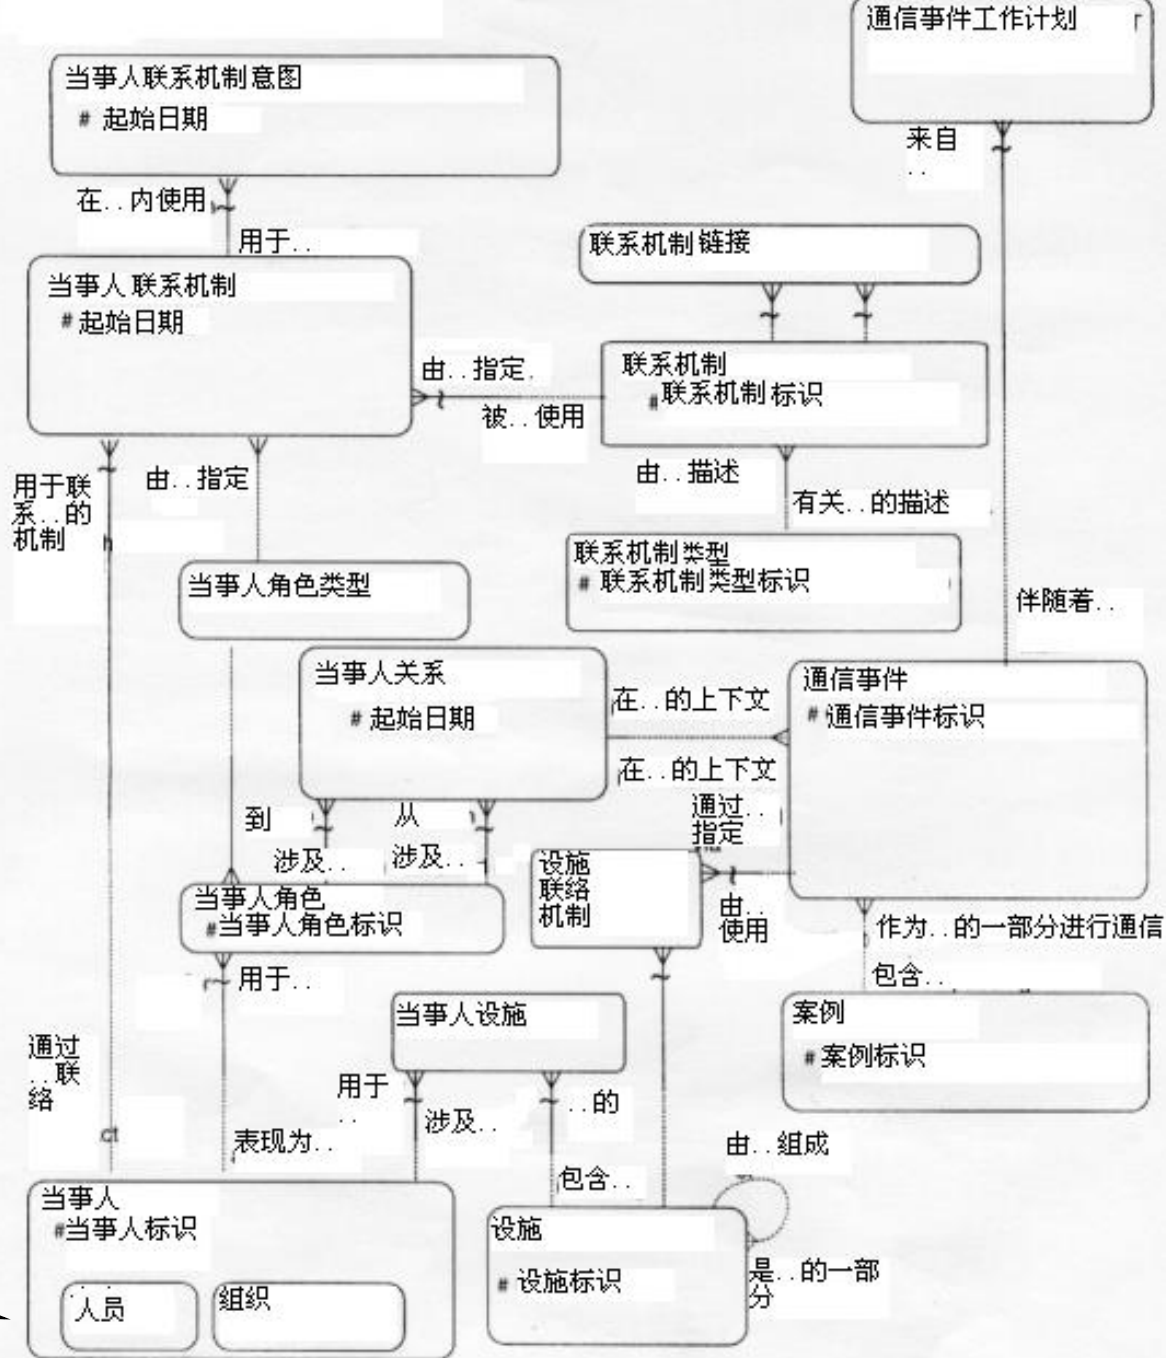 通信事件工作计划
当事人联系机制意图
# 起始日期
来自
..
在..内使用
用于..
联系机制链接
当事人联系机制
# 起始日期
联系机制
#联系机制标识
由..指定.
被..使用
由..描述
有关..的描述
用于联
系..的
机制
h
由..指定
联系机制类型
# 联系机制类型标识
当事人角色类型
伴随着..
当事人关系
# 起始日期
在..的上下文
在..的上下文
通信事件
# 通信事件标识
到
从
涉及..
涉及..
通过..
指定
设施
联络
机制
由..
使用
当事人角色
#当事人角色标识
用于..
作为..的一部分进行通信
包含..
案例
# 案例标识
当事人设施
通过
..联
络
ct
表现为..
用于
..
涉及..
..的
包含..
由..组成
是..的一部
分
当事人
#当事人标识
人员
组织
设施
# 设施标识